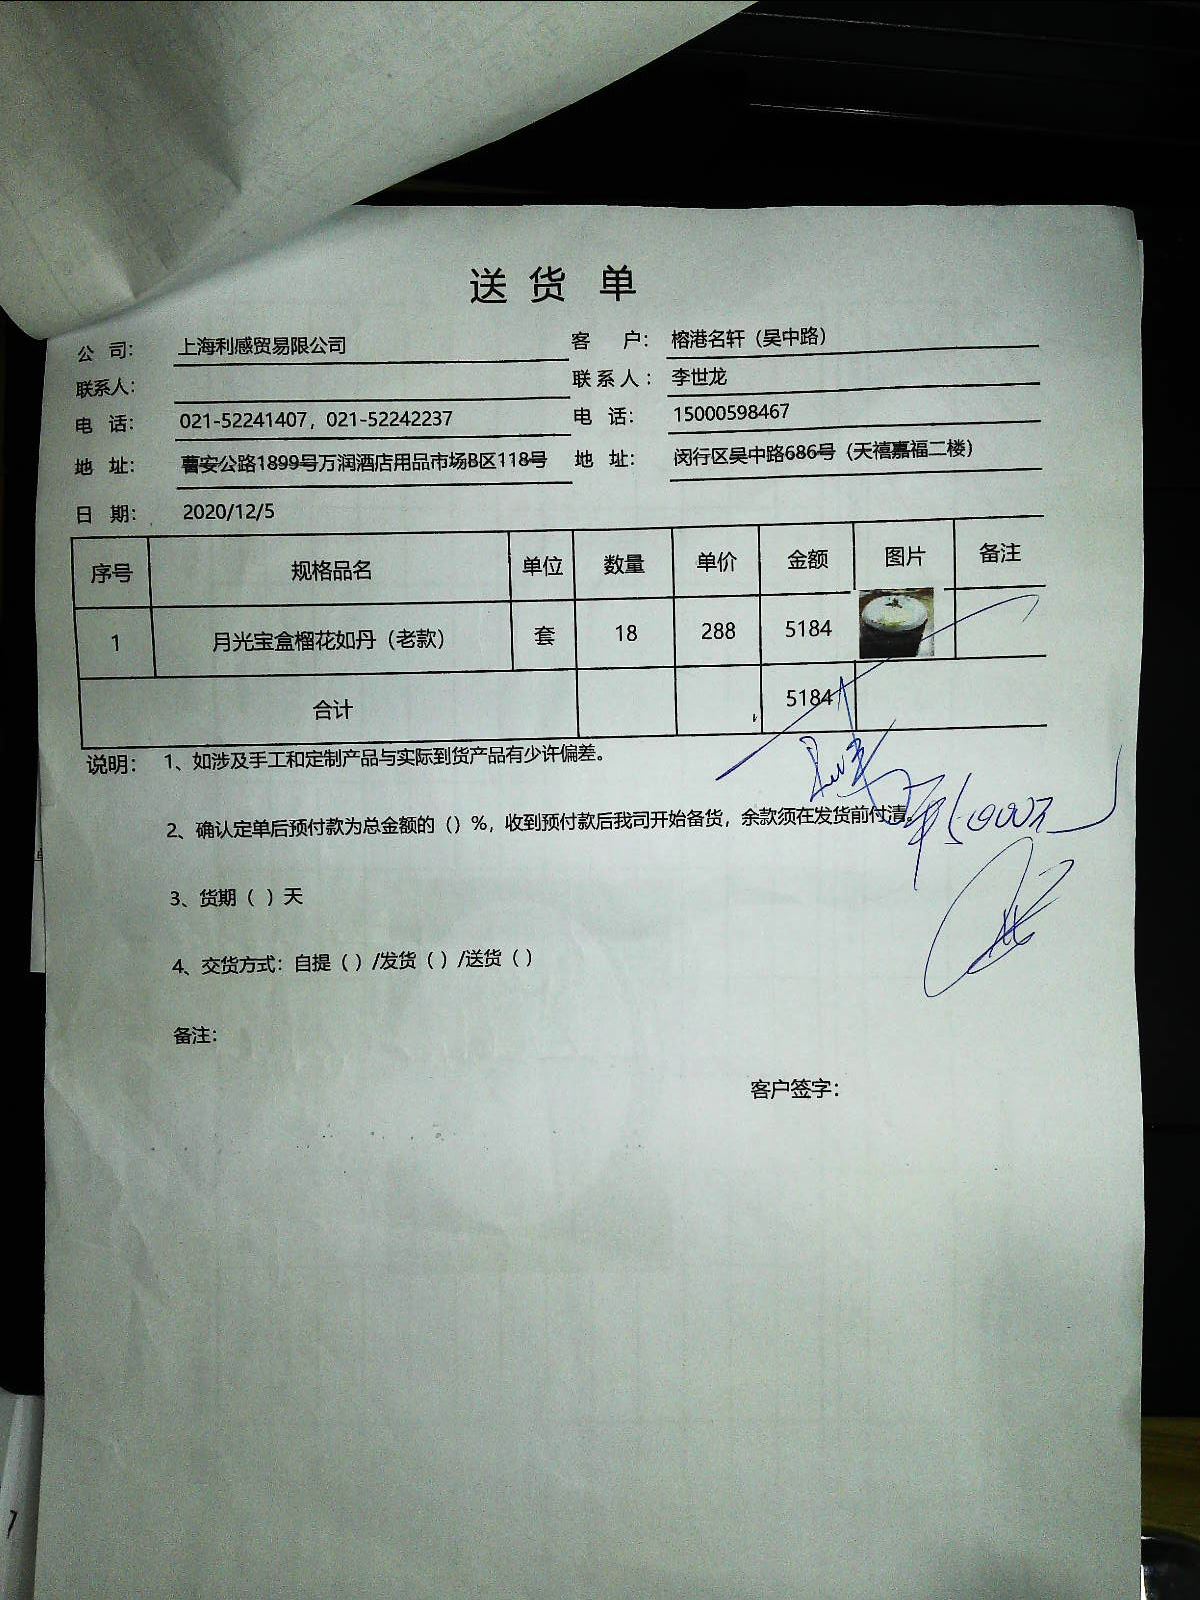 送货单
公司： 上海利感贸易限公司 客户： 榕港名轩（吴中路）
联系人： 联系人： 李世龙
电话： 021-52241407，021-52242237 电话： 15000598467
地址： 曹安公路1899号万润酒店用品市场B区118号 地址： 闵行区吴中路686号（天禧嘉福二楼）
日期： 2020/12/5
序号 规格品名 单位 数量 单价 金额 图片 备注
1 月光宝盒榴花如丹（老款） 套 18 288 5184
合计 5184
说明： 1、如涉及手工和定制产品与实际到货产品有少许偏差。
2、确认定单后预付款为总金额的（）%，收到预付款后我司开始备货，余款须在发货前付清。
5000元
3、货期（ ）天
4、交货方式：自提（ ）/发货（ ）/送货（ ）
备注：
客户签字：